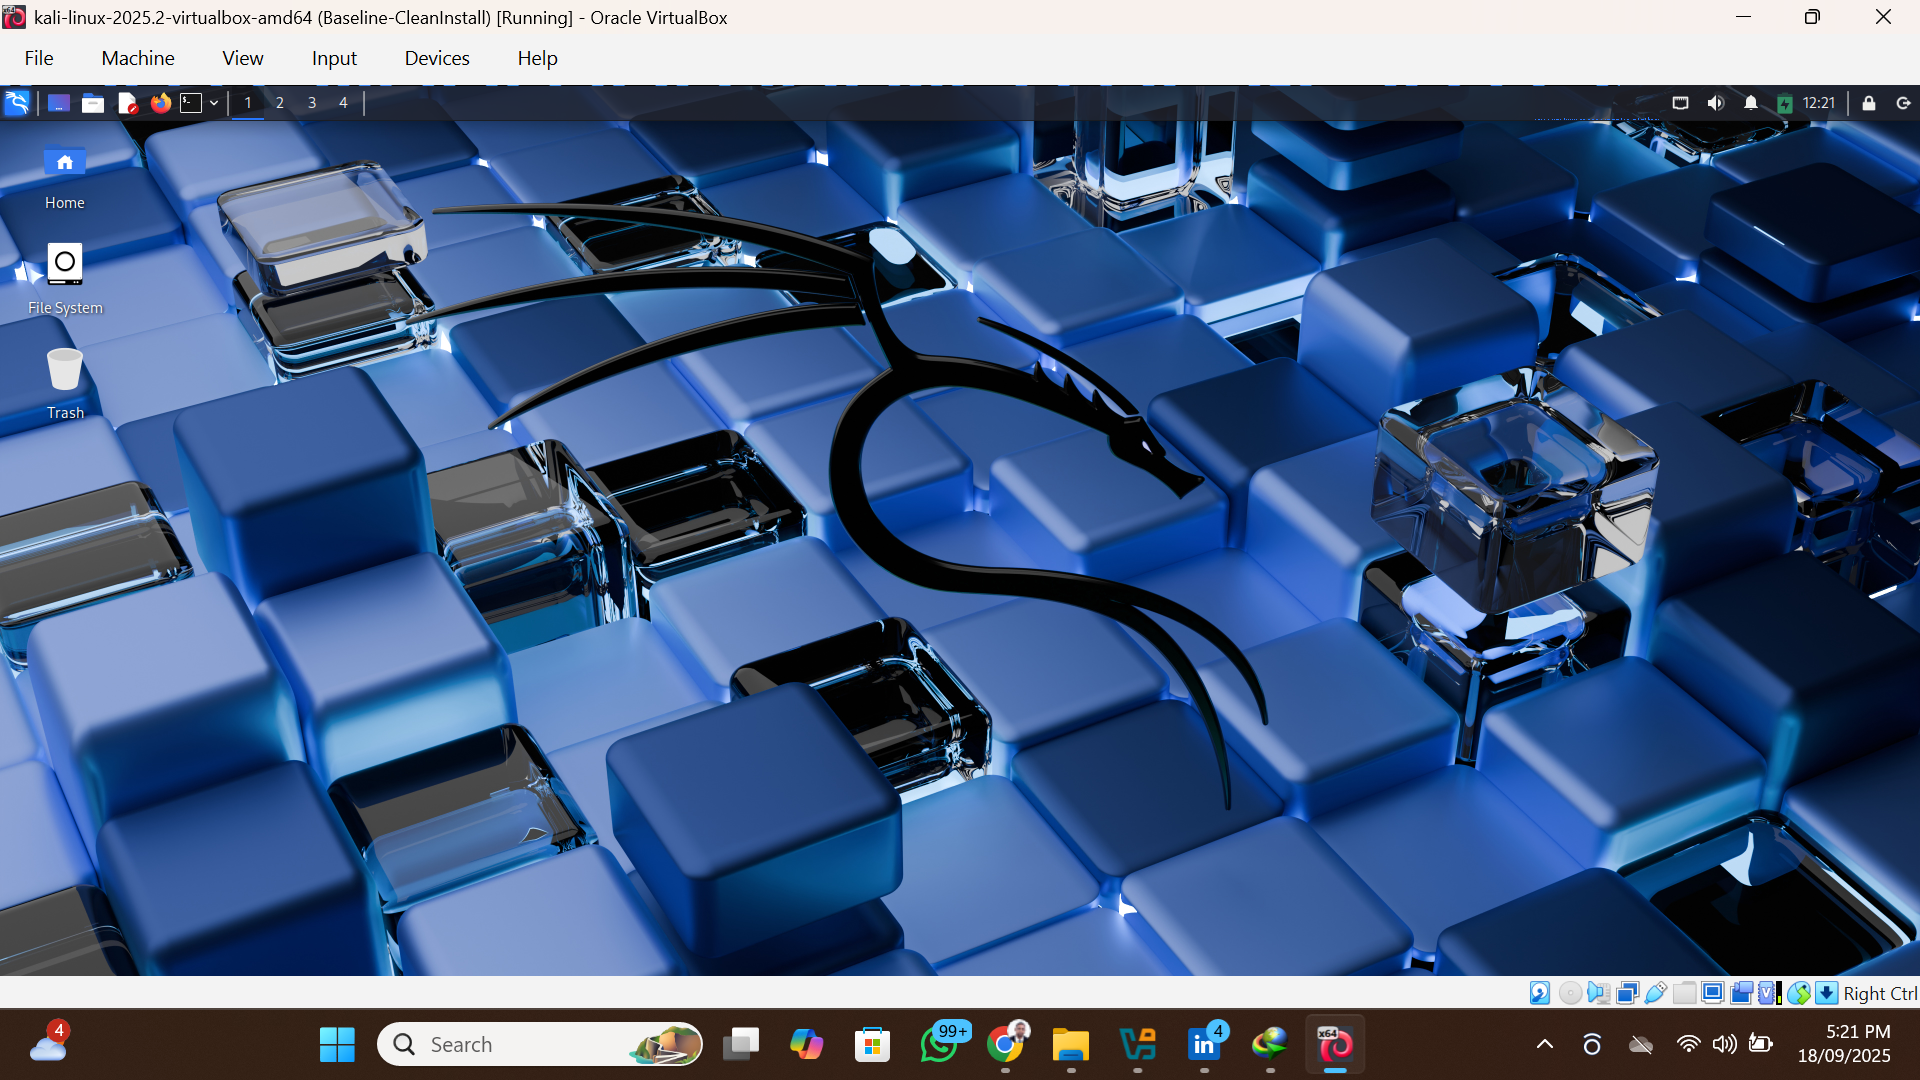 kali-linux-2025.2-virtualbox-amd64 (Baseline-CleanInstall) [Running] - Oracle VirtualBox
File Machine View Input Devices Help
1 2 3 4 12:21
Home
File System
Trash
Right Ctrl
4
Search
99+
4
x64
5:21 PM
18/09/2025